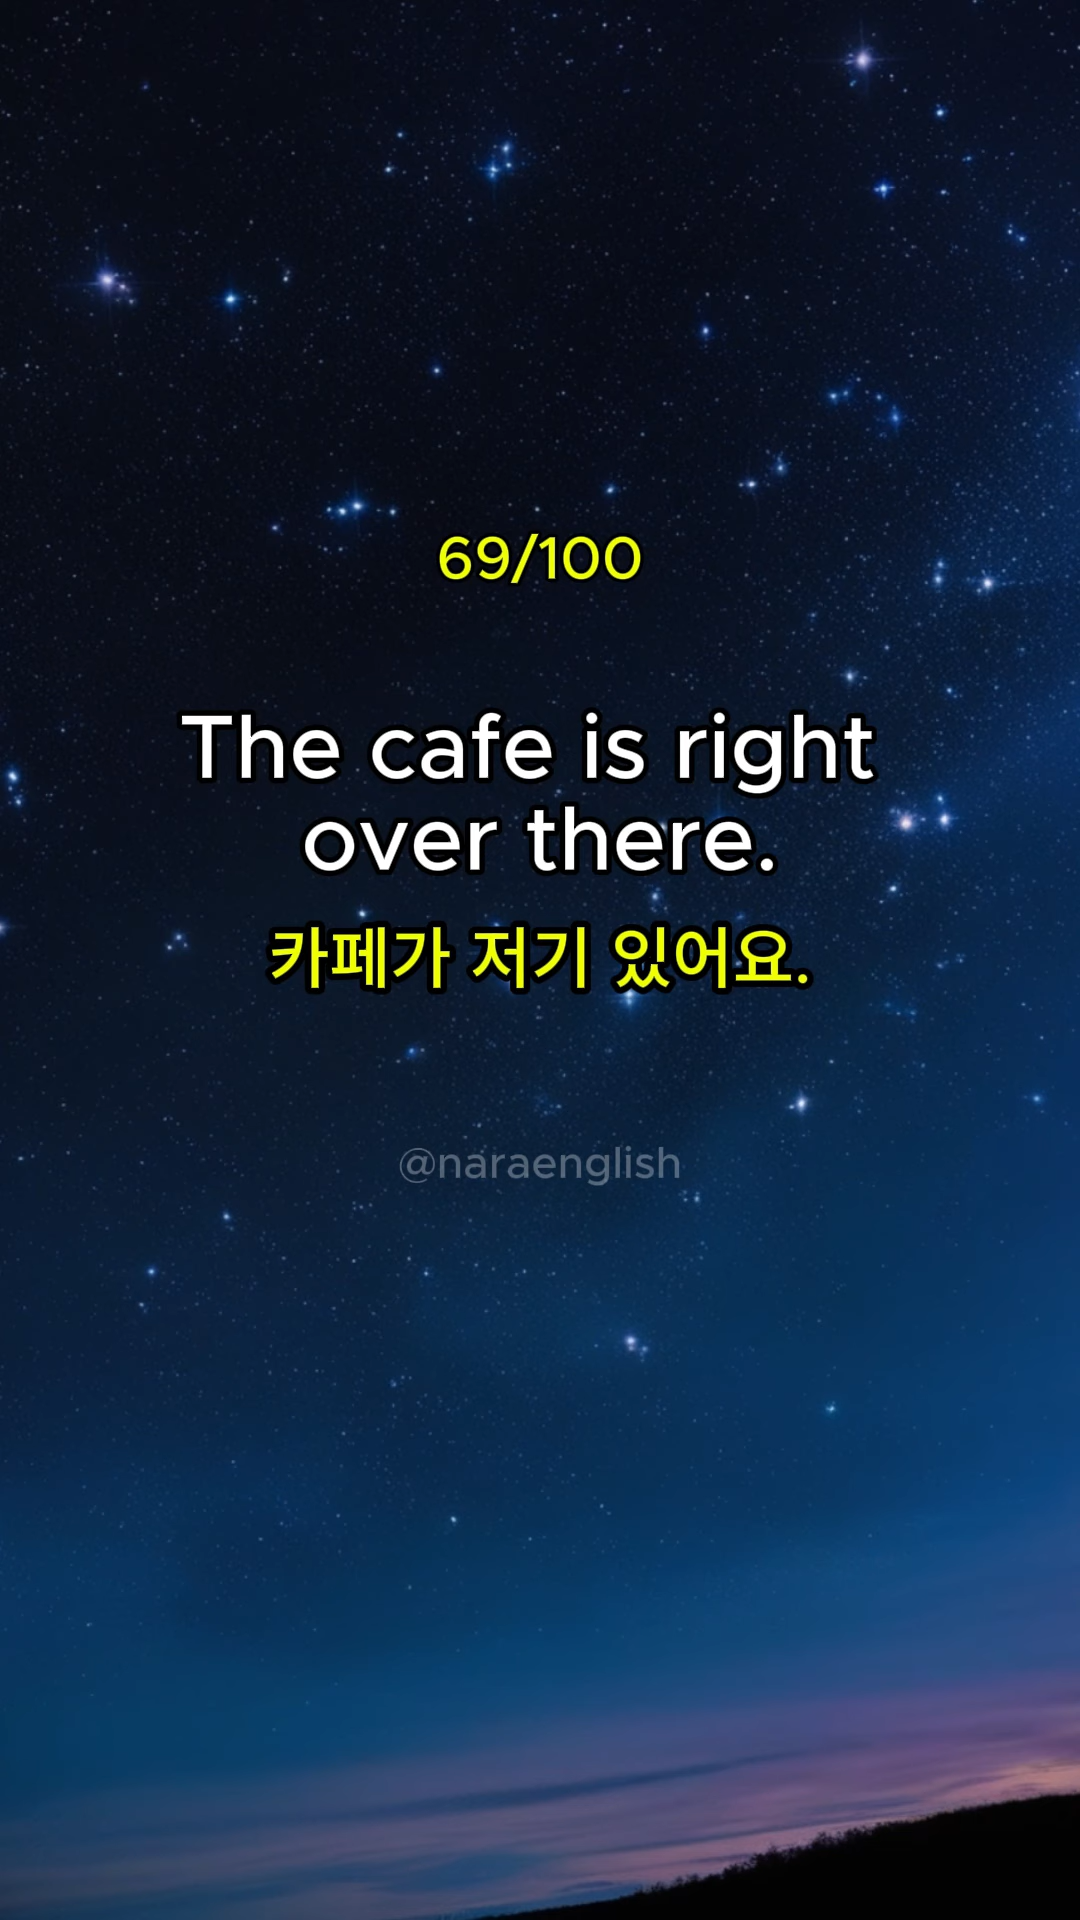 69/100
The cafe is right
over there.
카페가 저기 있어요.
@naraenglish